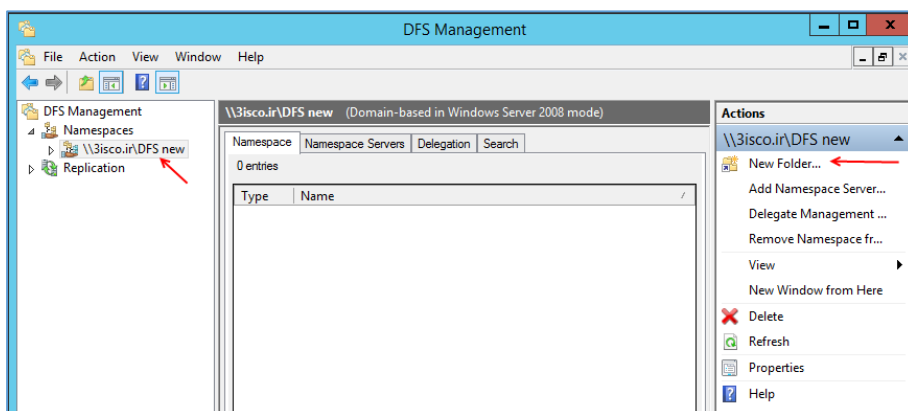 DFS Management
File Action View Window Help
DFS Management
Namespaces
\\3isco.ir\DFS new
Replication
\\3isco.ir\DFS new (Domain-based in Windows Server 2008 mode)
Namespace Namespace Servers Delegation Search
0 entries
Type Name
Actions
\\3isco.ir\DFS new
New Folder...
Add Namespace Server...
Delegate Management ...
Remove Namespace fr...
View
New Window from Here
Delete
Refresh
Properties
Help